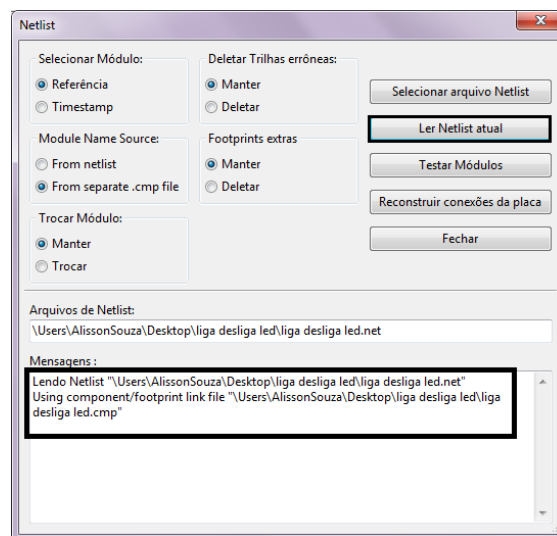 Netlist
Selecionar Módulo:
Referência
Timestamp
Deletar Trilhas errôneas:
Manter
Deletar
Module Name Source:
From netlist
From separate .cmp file
Footprints extras
Manter
Deletar
Trocar Módulo:
Manter
Trocar
Selecionar arquivo Netlist
Ler Netlist atual
Testar Módulos
Reconstruir conexões da placa
Fechar
Arquivos de Netlist:
\Users\AlissonSouza\Desktop\liga desliga led\liga desliga led.net
Mensagens :
Lendo Netlist "\Users\AlissonSouza\Desktop\liga desliga led\liga desliga led.net"
Using component/footprint link file "\Users\AlissonSouza\Desktop\liga desliga led\liga
desliga led.cmp"